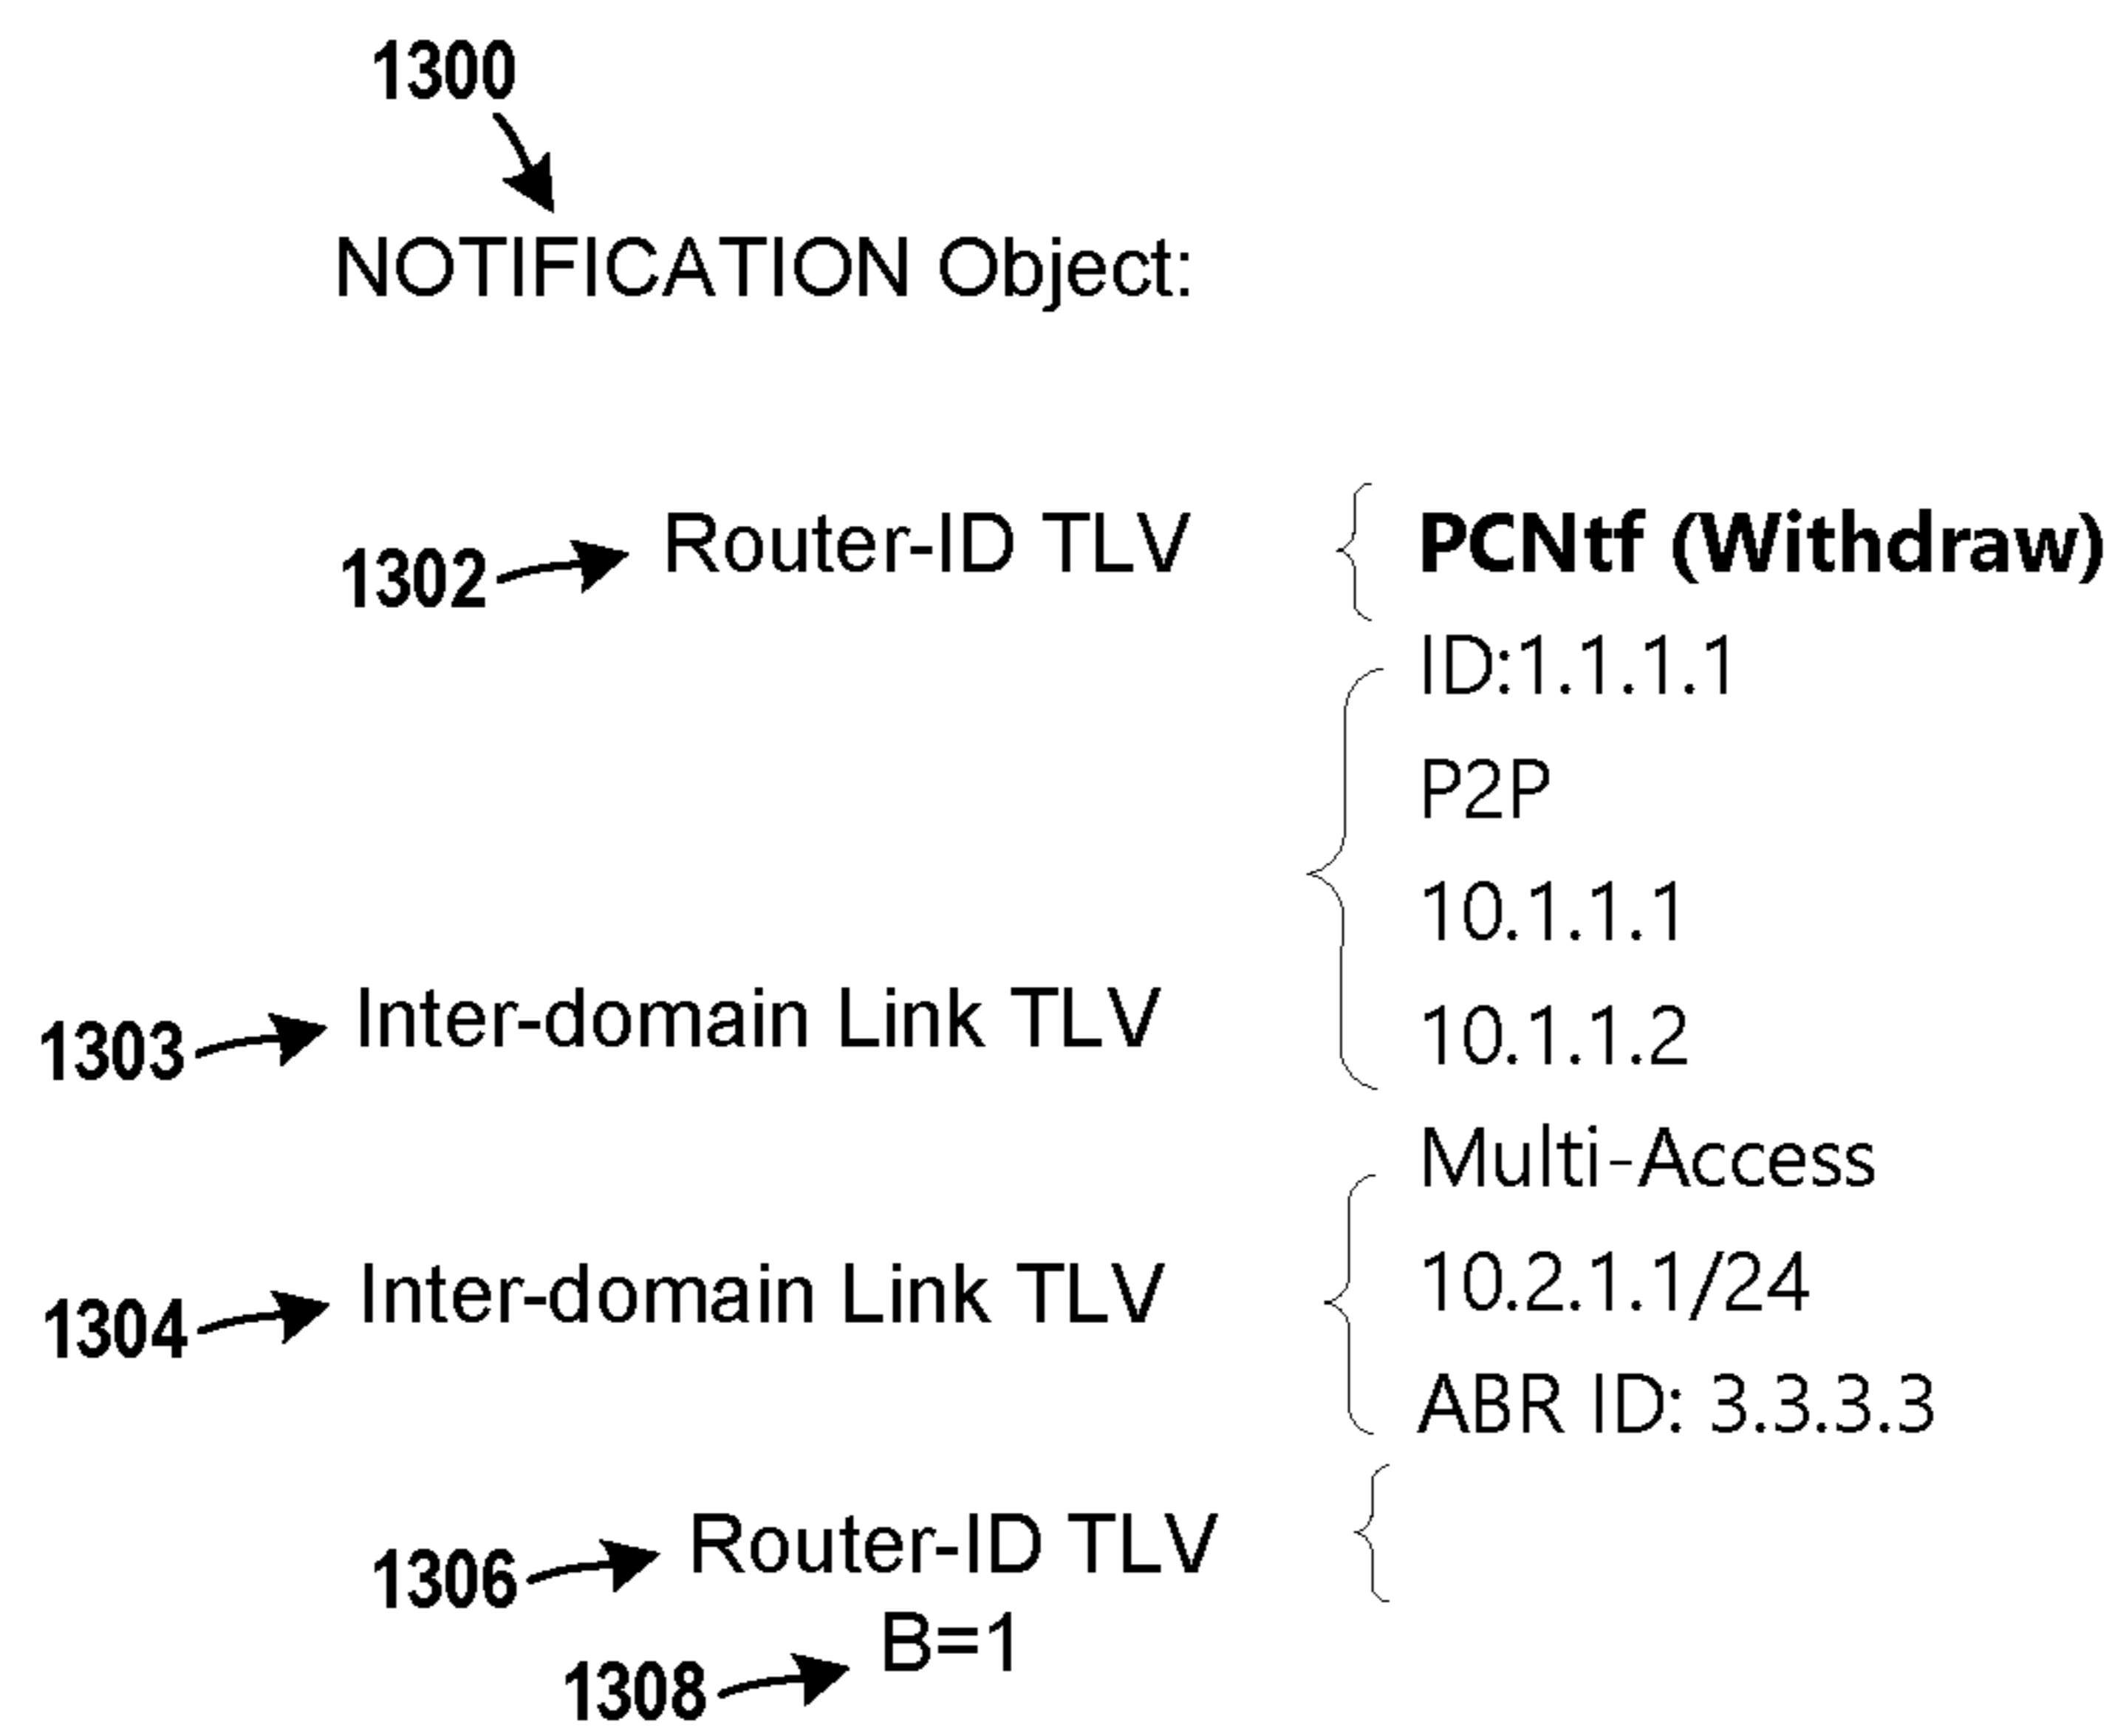 1300
NOTIFICATION Object:
1302 Router-ID TLV PCNtf (Withdraw)
ID:1.1.1.1
P2P
10.1.1.1
1303 Inter-domain Link TLV 10.1.1.2
Multi-Access
1304 Inter-domain Link TLV 10.2.1.1/24
ABR ID: 3.3.3.3
1306 Router-ID TLV
1308 B=1